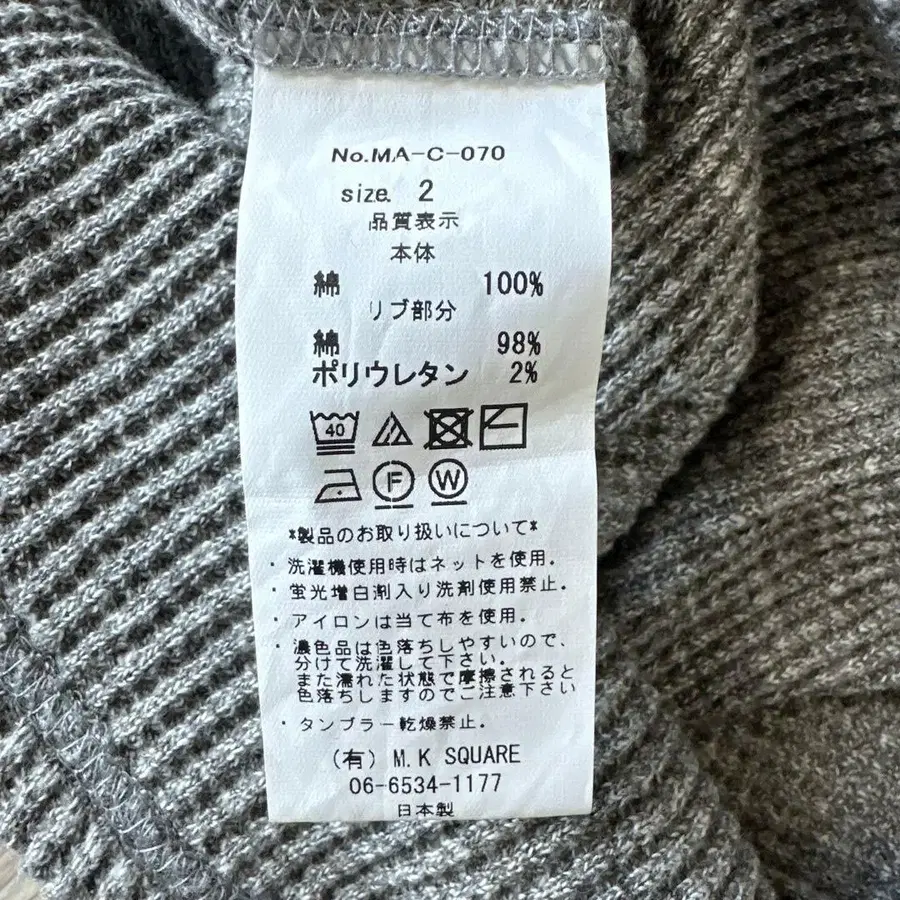 No.MA-C-070
size. 2
品質表示
本体
綿 100%
リブ部分
綿 98%
ポリウレタン 2%
40
F W
*製品のお取り扱いについて*
・洗濯機使用時はネットを使用.
・蛍光増白剤入り洗剤使用禁止.
・アイロンは当て布を使用.
・濃色品は色落ちしやすいので、
分けて洗濯して下さい.
また濡れた状態で摩擦されると
色落ちしますのでご注意下さい
・タンブラー乾燥禁止.
(有) M.K SQUARE
06-6534-1177
日本製